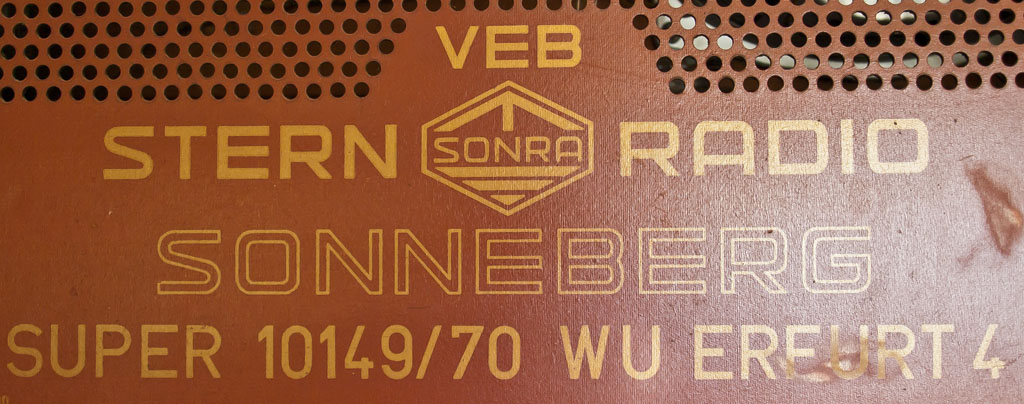 VEB
STERN SONRA RADIO
SONNEBERG
SUPER 10149/70 WU ERFURT 4